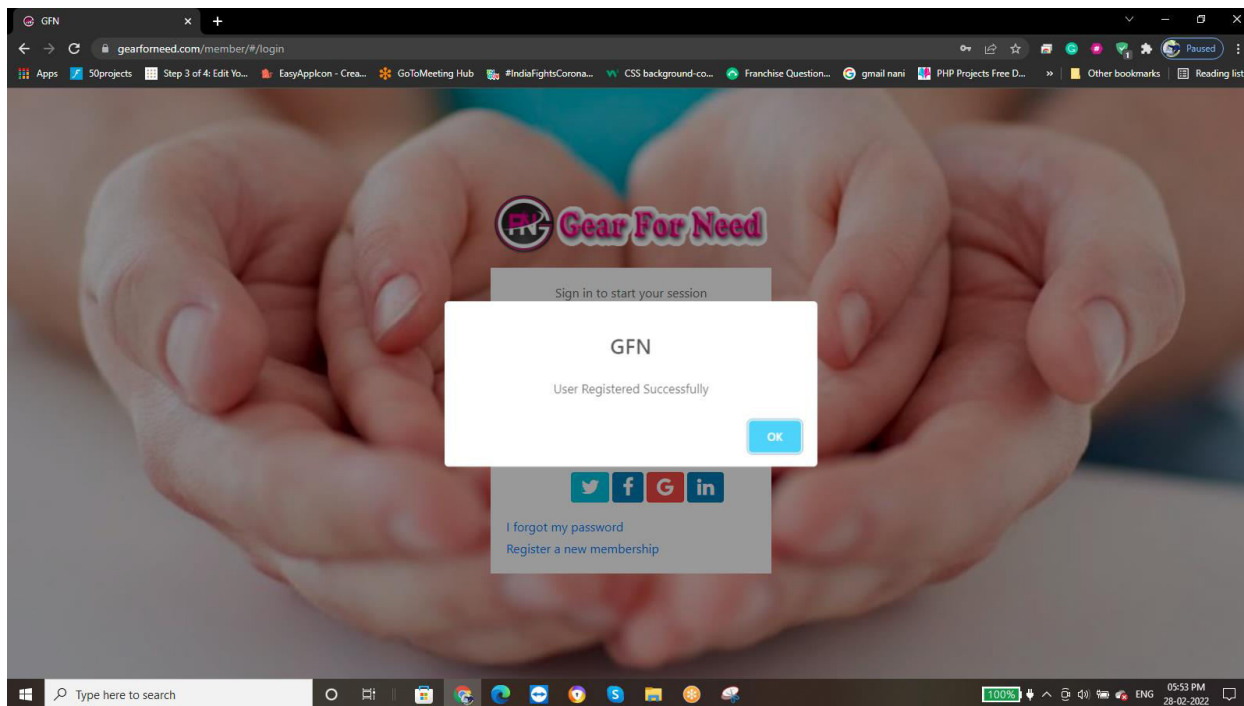 GFN
gearforneed.com/member/#/login
Paused
Apps
50projects
Step 3 of 4: Edit Yo...
EasyAppIcon - Crea...
GoToMeeting Hub
#IndiaFightsCorona...
CSS background-co...
Franchise Question...
gmail nani
PHP Projects Free D...
»
Other bookmarks
Reading list
Gear For Need
Sign in to start your session
GFN
User Registered Successfully
OK
I forgot my password
Register a new membership
Type here to search
100%
ENG
05:53 PM
28-02-2022